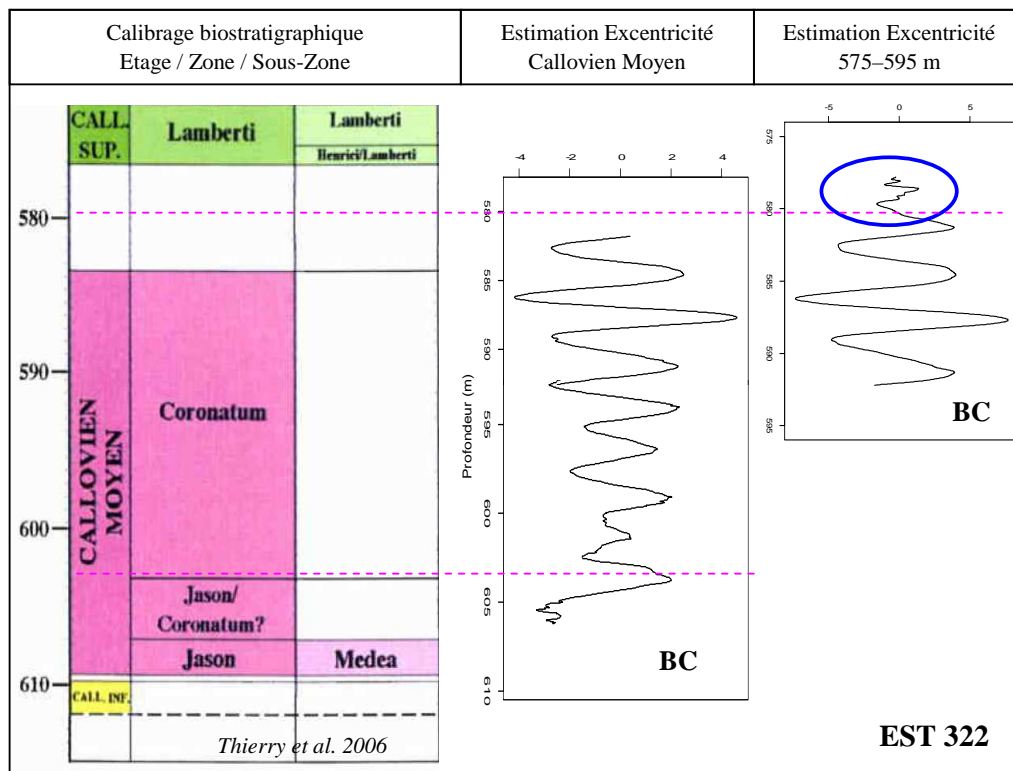 Calibrage biostratigraphique
Etage / Zone / Sous-Zone
Estimation Excentricité
Callovien Moyen
Estimation Excentricité
575–595 m
CALL.
SUP.
Lamberti
Lamberti
Henrici/Lamberti
580
590
600
610
CALLOVIEN
MOYEN
Coronatum
Jason/
Coronatum?
Jason
Medea
CALL. INF.
Thierry et al. 2006
-4 -2 0 2 4
Profondeur (m)
580
585
590
595
600
605
610
BC
-5 0 5
575
580
585
590
595
BC
EST 322